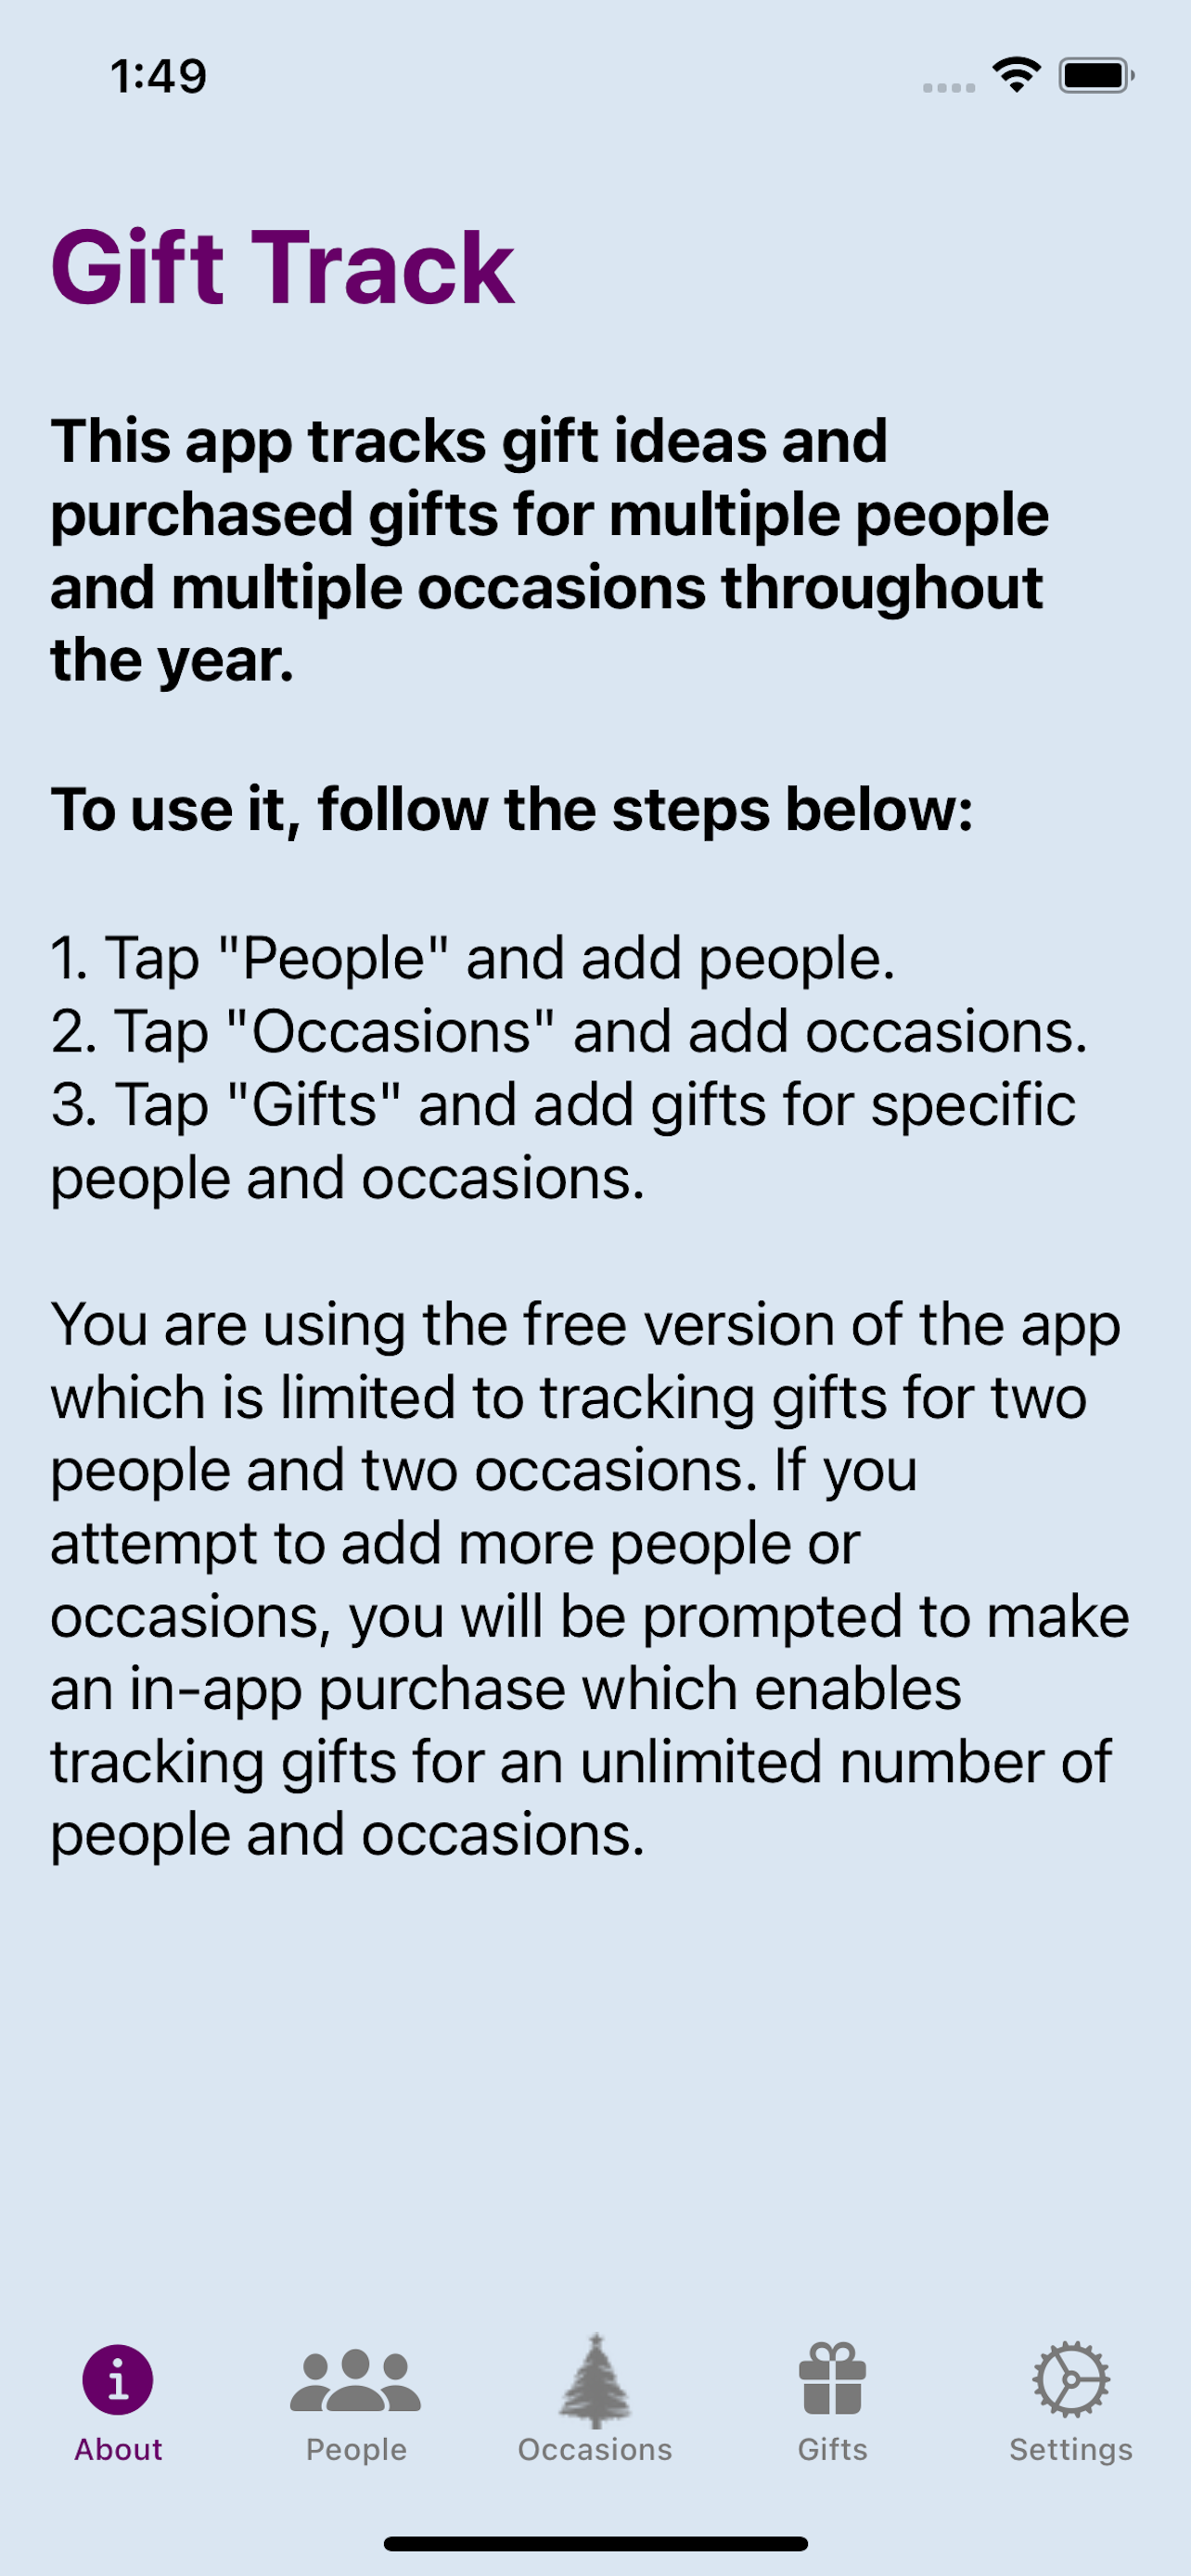 1:49
Gift Track
This app tracks gift ideas and
purchased gifts for multiple people
and multiple occasions throughout
the year.
To use it, follow the steps below:
1. Tap "People" and add people.
2. Tap "Occasions" and add occasions.
3. Tap "Gifts" and add gifts for specific
people and occasions.
You are using the free version of the app
which is limited to tracking gifts for two
people and two occasions. If you
attempt to add more people or
occasions, you will be prompted to make
an in-app purchase which enables
tracking gifts for an unlimited number of
people and occasions.
About People Occasions Gifts Settings